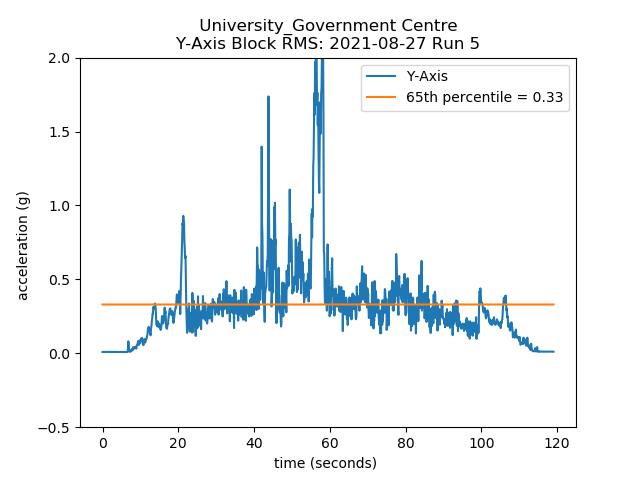 University_Government Centre
Y-Axis Block RMS: 2021-08-27 Run 5
Y-Axis
65th percentile = 0.33
acceleration (g)
2.0
1.5
1.0
0.5
0.0
−0.5
0 20 40 60 80 100 120
time (seconds)